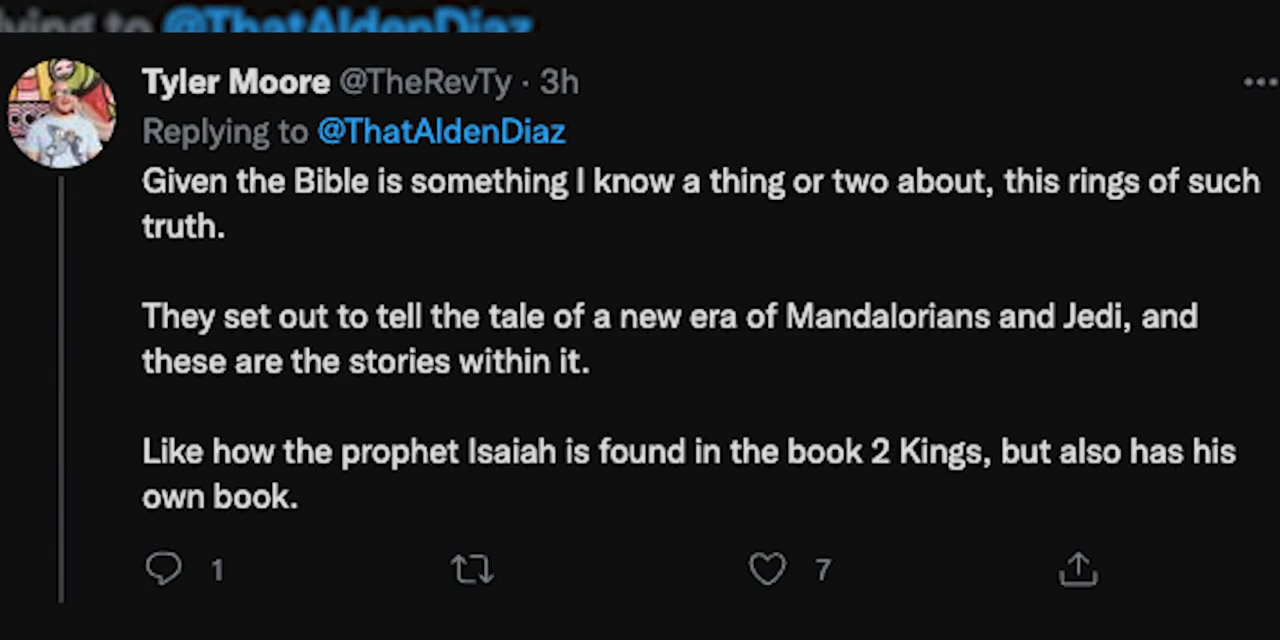 lying to @ThatAldenDiaz
Tyler Moore @TheRevTy · 3h
Replying to @ThatAldenDiaz
Given the Bible is something I know a thing or two about, this rings of such
truth.
They set out to tell the tale of a new era of Mandalorians and Jedi, and
these are the stories within it.
Like how the prophet Isaiah is found in the book 2 Kings, but also has his
own book.
1 7